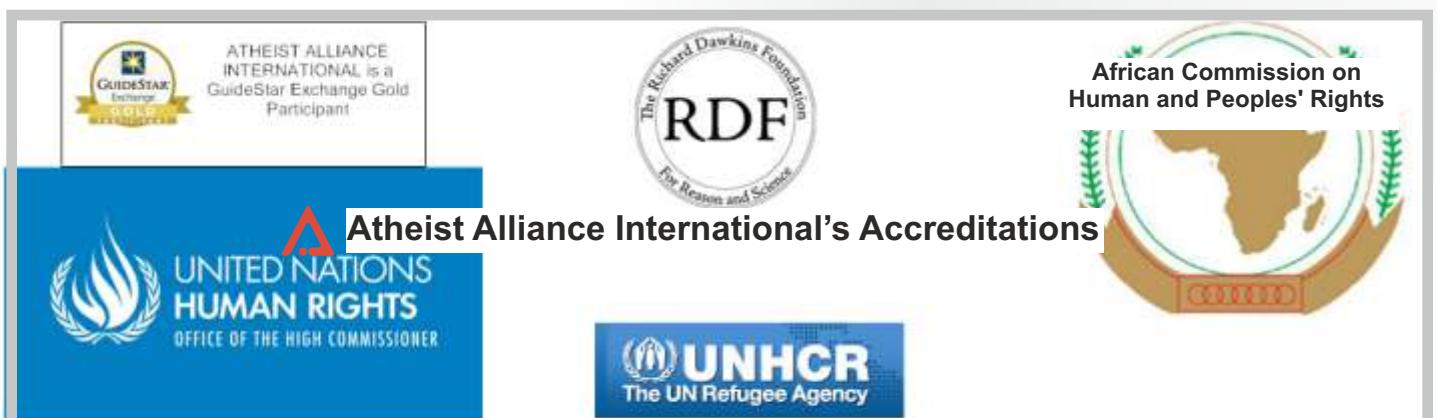 GUIDESTAR
Exchange
GOLD
PARTICIPANT
ATHEIST ALLIANCE
INTERNATIONAL is a
GuideStar Exchange Gold
Participant
The Richard Dawkins Foundation
RDF
For Reason and Science
African Commission on
Human and Peoples' Rights
Atheist Alliance International’s Accreditations
UNITED NATIONS
HUMAN RIGHTS
OFFICE OF THE HIGH COMMISSIONER
UNHCR
The UN Refugee Agency